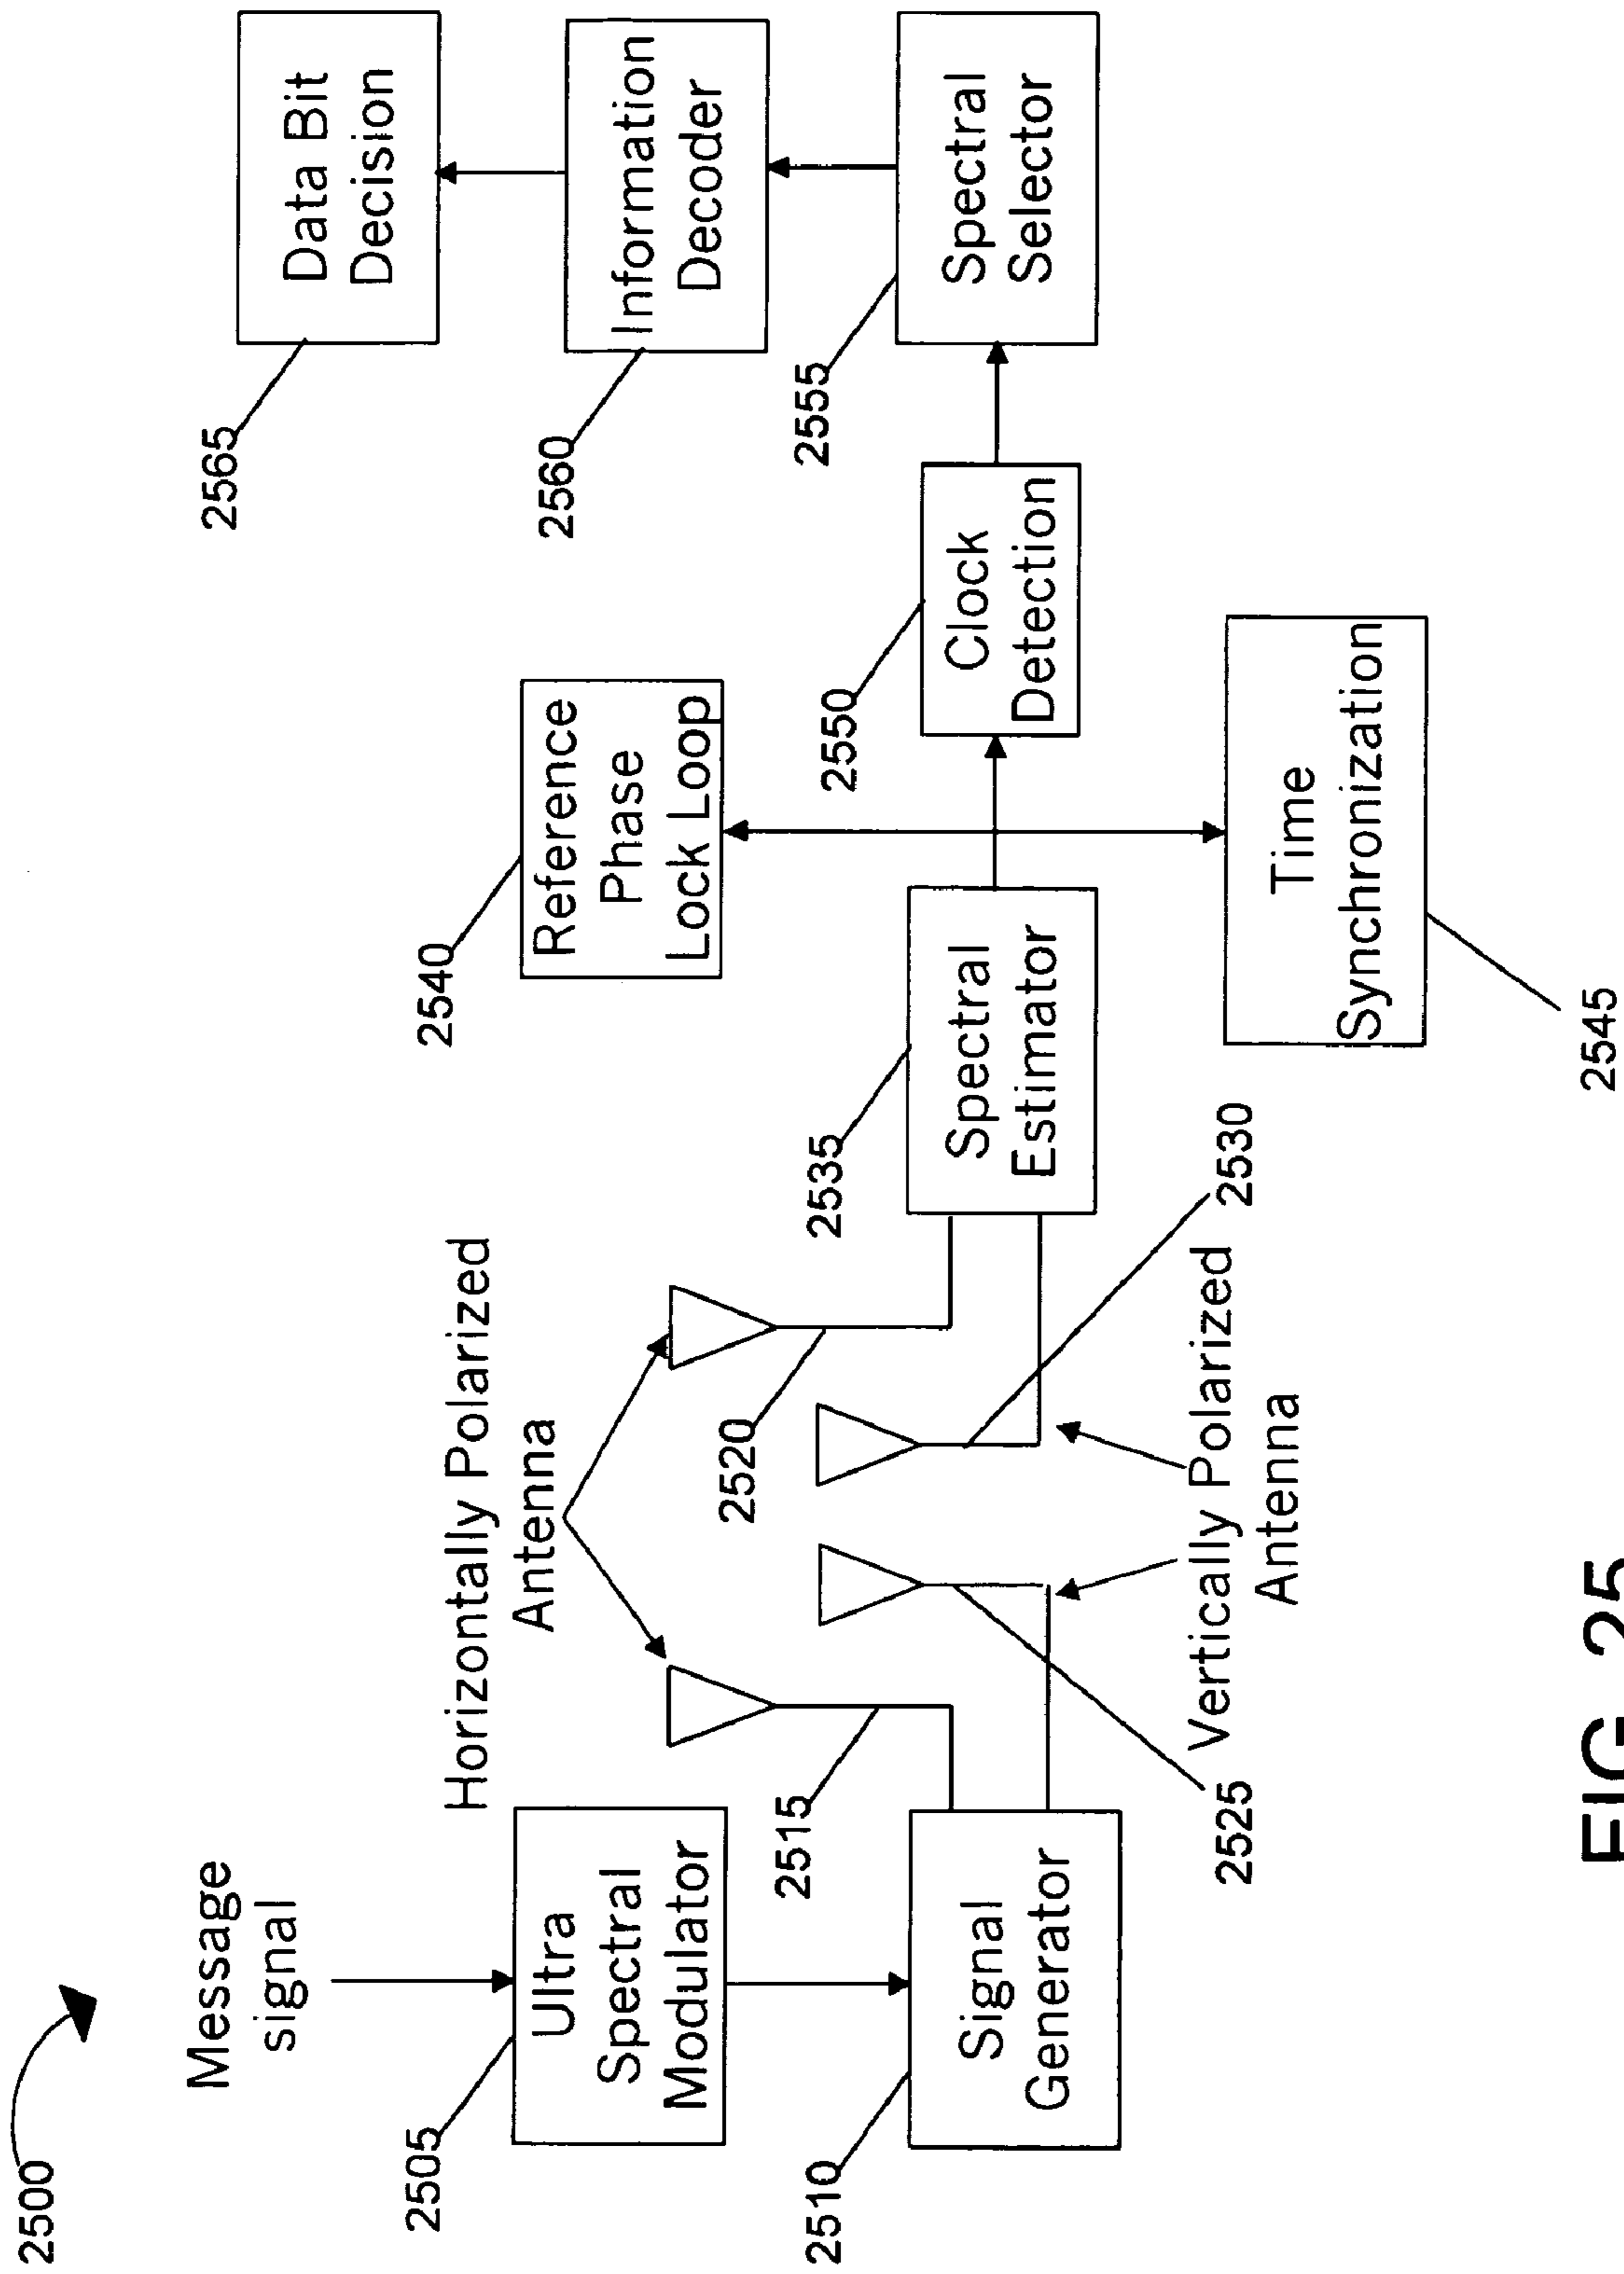 2500
Message
signal
2505
Ultra
Spectral
Modulator
2510
Signal
Generator
Horizontally Polarized
Antenna
2515
2520
2525
2530
Vertically Polarized
Antenna
2535
Spectral
Estimator
2540
Reference
Phase
Lock Loop
2545
Time
Synchronization
2550
Clock
Detection
2555
Spectral
Selector
2560
Information
Decoder
2565
Data Bit
Decision
FIG 25